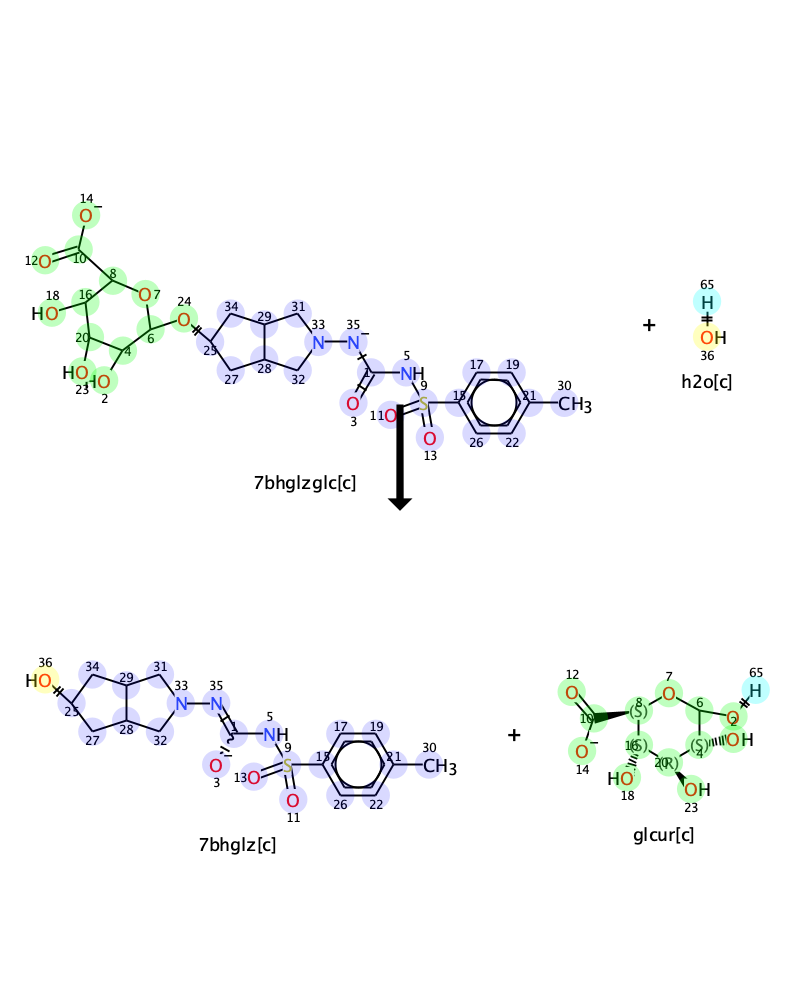 14
O−
12 O
10
8
16
O 7
18
HO
24
O
20
4
6
HO
23
HO
2
25
34
29
31
27
28
32
33
N
35
N−
1
O
3
5
NH
9
S
11 O
O
13
15
17
19
21
26
22
30
CH3
7bhglzglc[c]
+
65
H
OH
36
h2o[c]
36
HO
25
34
29
31
27
28
32
33
N
35
N
1
O−
3
5
NH
9
S
13 O
O
11
15
17
19
21
26
22
30
CH3
7bhglz[c]
+
12
O
10
O−
14
8
(S)
7
O
6
65
H
O
2
16
(S)
(S)
4
OH
20
(R)
HO
18
OH
23
glcur[c]